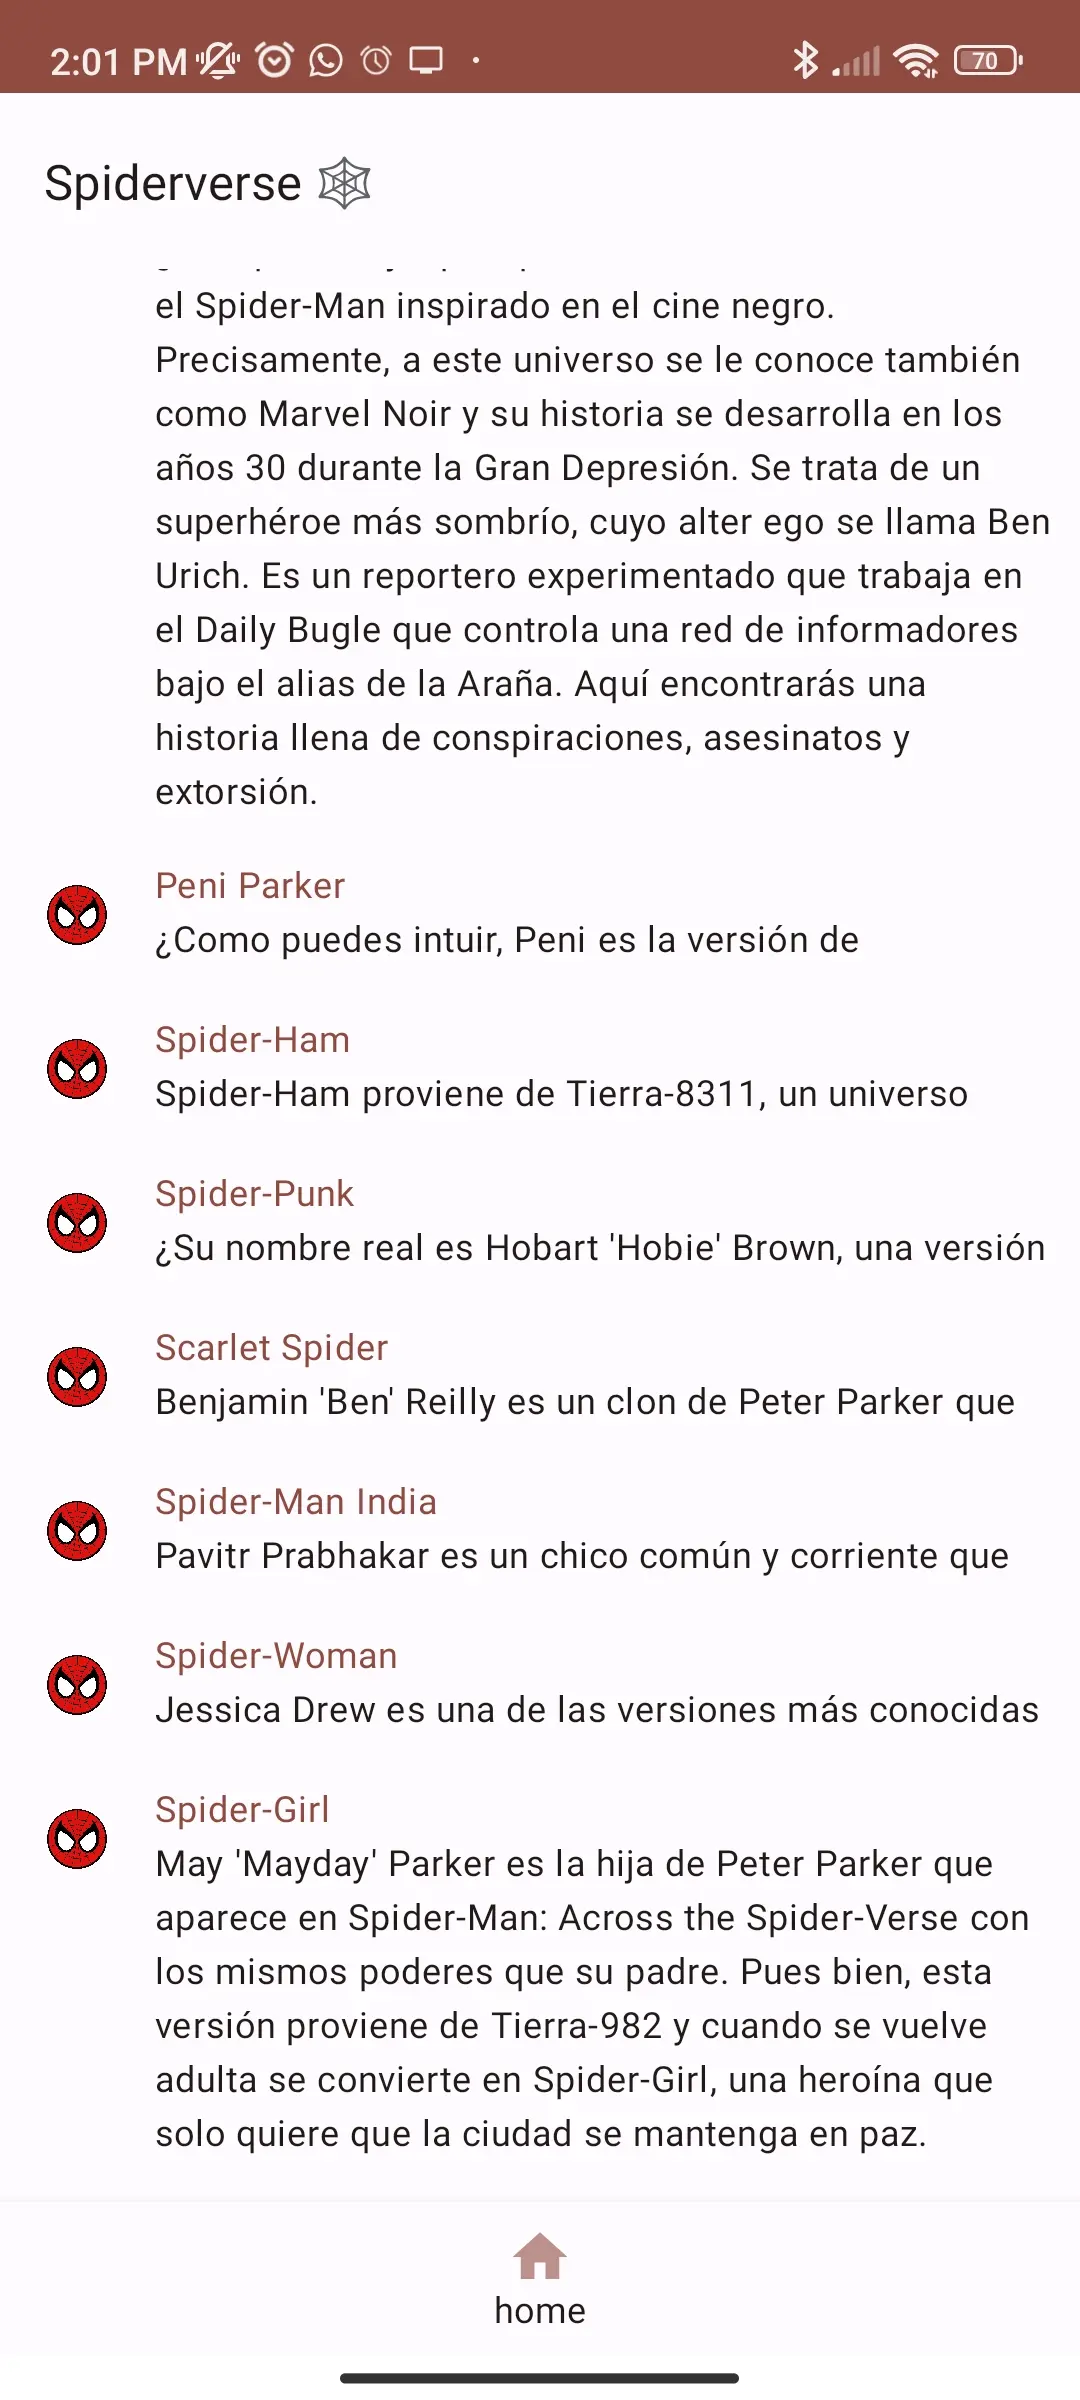 2:01 PM
70
Spiderverse
el Spider-Man inspirado en el cine negro.
Precisamente, a este universo se le conoce también
como Marvel Noir y su historia se desarrolla en los
años 30 durante la Gran Depresión. Se trata de un
superhéroe más sombrío, cuyo alter ego se llama Ben
Urich. Es un reportero experimentado que trabaja en
el Daily Bugle que controla una red de informadores
bajo el alias de la Araña. Aquí encontrarás una
historia llena de conspiraciones, asesinatos y
extorsión.
Peni Parker
¿Como puedes intuir, Peni es la versión de
Spider-Ham
Spider-Ham proviene de Tierra-8311, un universo
Spider-Punk
¿Su nombre real es Hobart 'Hobie' Brown, una versión
Scarlet Spider
Benjamin 'Ben' Reilly es un clon de Peter Parker que
Spider-Man India
Pavitr Prabhakar es un chico común y corriente que
Spider-Woman
Jessica Drew es una de las versiones más conocidas
Spider-Girl
May 'Mayday' Parker es la hija de Peter Parker que
aparece en Spider-Man: Across the Spider-Verse con
los mismos poderes que su padre. Pues bien, esta
versión proviene de Tierra-982 y cuando se vuelve
adulta se convierte en Spider-Girl, una heroína que
solo quiere que la ciudad se mantenga en paz.
home